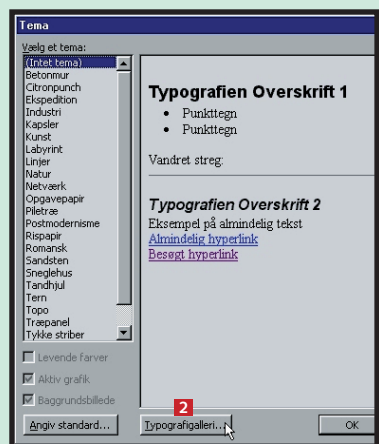 Tema
Vælg et tema:
(Intet tema)
Betonmur
Citronpunch
Ekspedition
Industri
Kapsler
Kunst
Labyrint
Linjer
Natur
Netværk
Opgavepapir
Piletræ
Postmodernisme
Rispapir
Romansk
Sandsten
Sneglehus
Tandhjul
Tern
Topo
Træpanel
Tykke striber
Levende farver
Aktiv grafik
Baggrundsbillede
Angiv standard...
Typografien Overskrift 1
• Punkttegn
• Punkttegn
Vandret streg:
Typografien Overskrift 2
Eksempel på almindelig tekst
Almindelig hyperlink
Besøgt hyperlink
2
Typografigalleri...
OK